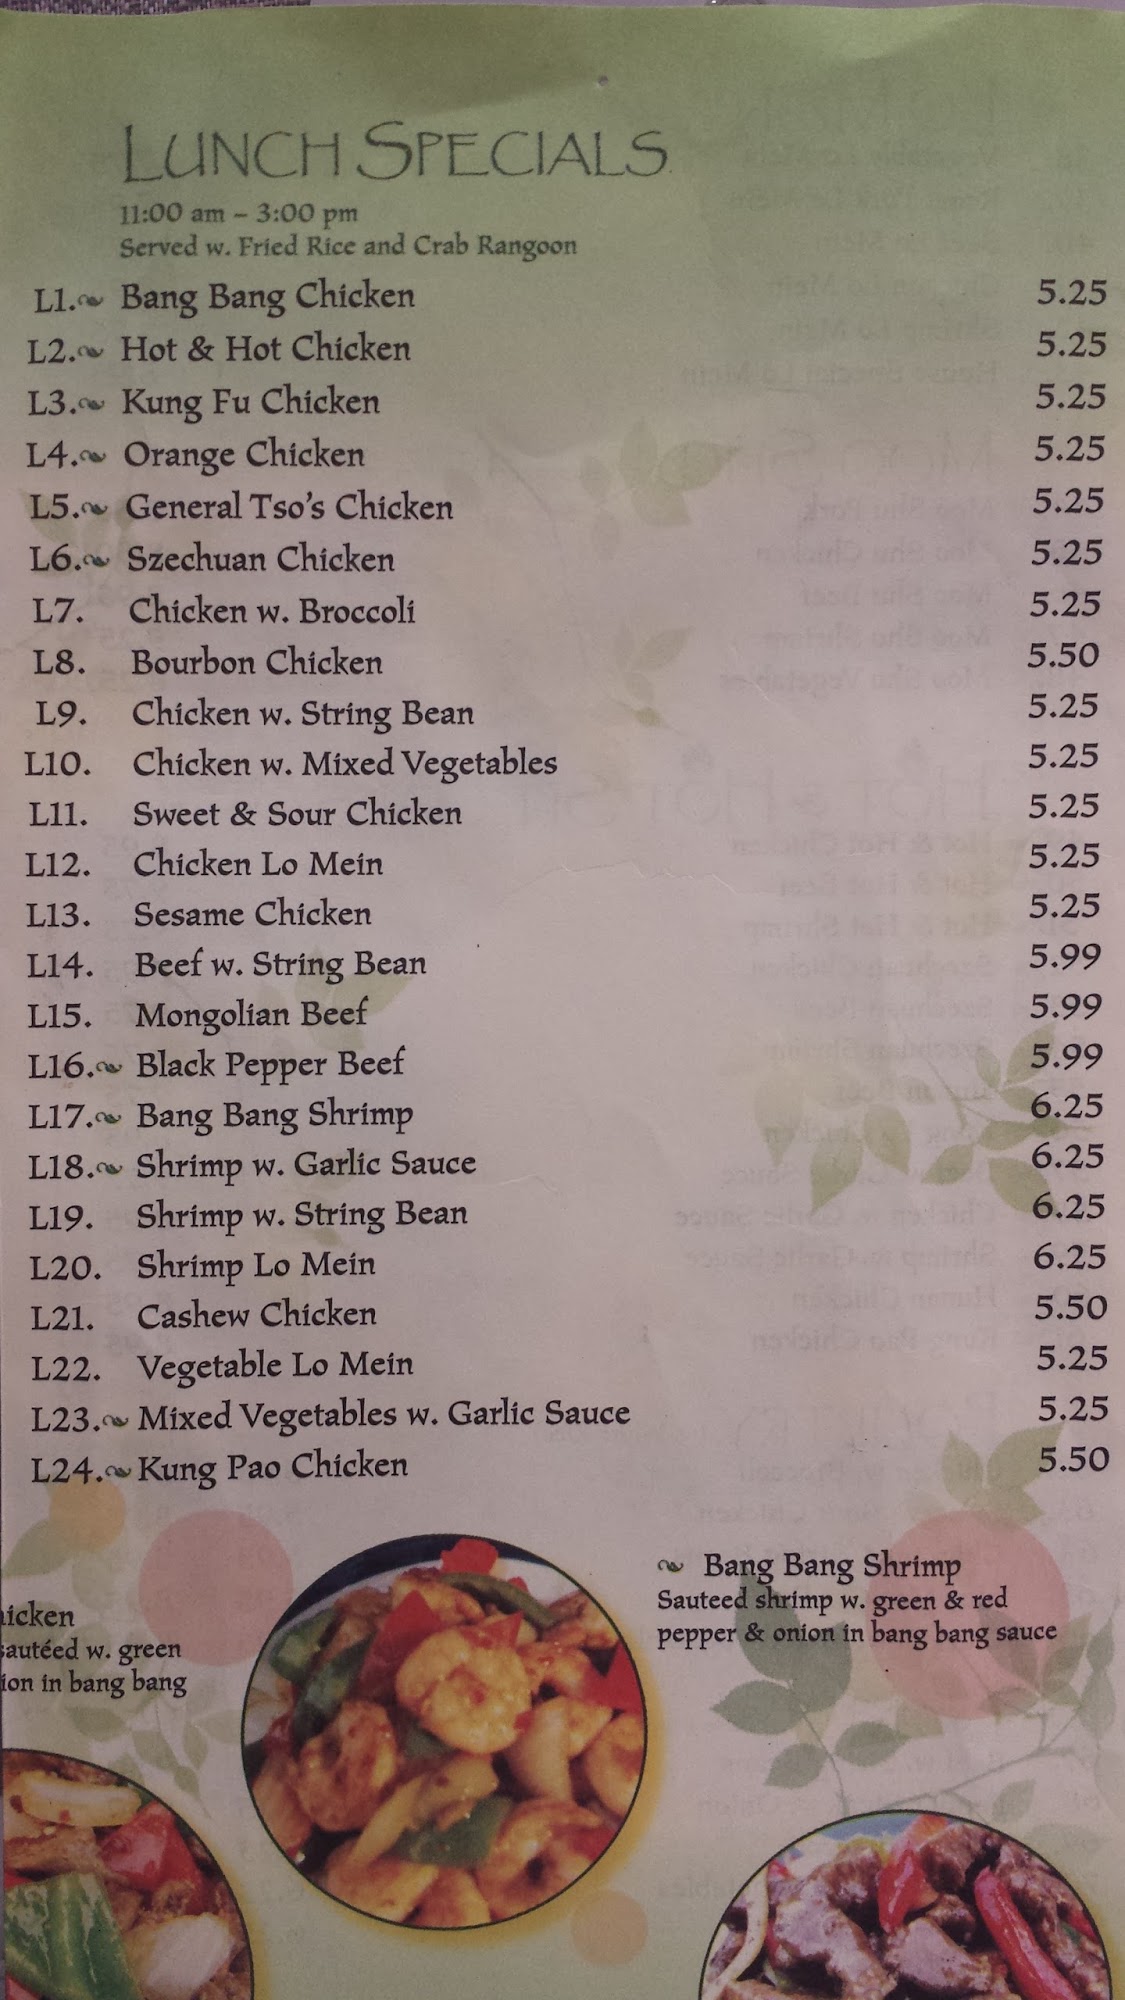 LUNCH SPECIALS
11:00 am – 3:00 pm
Served w. Fried Rice and Crab Rangoon
L1. Bang Bang Chicken 5.25
L2. Hot & Hot Chicken 5.25
L3. Kung Fu Chicken 5.25
L4. Orange Chicken 5.25
L5. General Tso's Chicken 5.25
L6. Szechuan Chicken 5.25
L7. Chicken w. Broccoli 5.25
L8. Bourbon Chicken 5.50
L9. Chicken w. String Bean 5.25
L10. Chicken w. Mixed Vegetables 5.25
L11. Sweet & Sour Chicken 5.25
L12. Chicken Lo Mein 5.25
L13. Sesame Chicken 5.25
L14. Beef w. String Bean 5.99
L15. Mongolian Beef 5.99
L16. Black Pepper Beef 5.99
L17. Bang Bang Shrimp 6.25
L18. Shrimp w. Garlic Sauce 6.25
L19. Shrimp w. String Bean 6.25
L20. Shrimp Lo Mein 6.25
L21. Cashew Chicken 5.50
L22. Vegetable Lo Mein 5.25
L23. Mixed Vegetables w. Garlic Sauce 5.25
L24. Kung Pao Chicken 5.50
Bang Bang Shrimp
Sauteed shrimp w. green & red
pepper & onion in bang bang sauce
icken
sautéed w. green
ion in bang bang